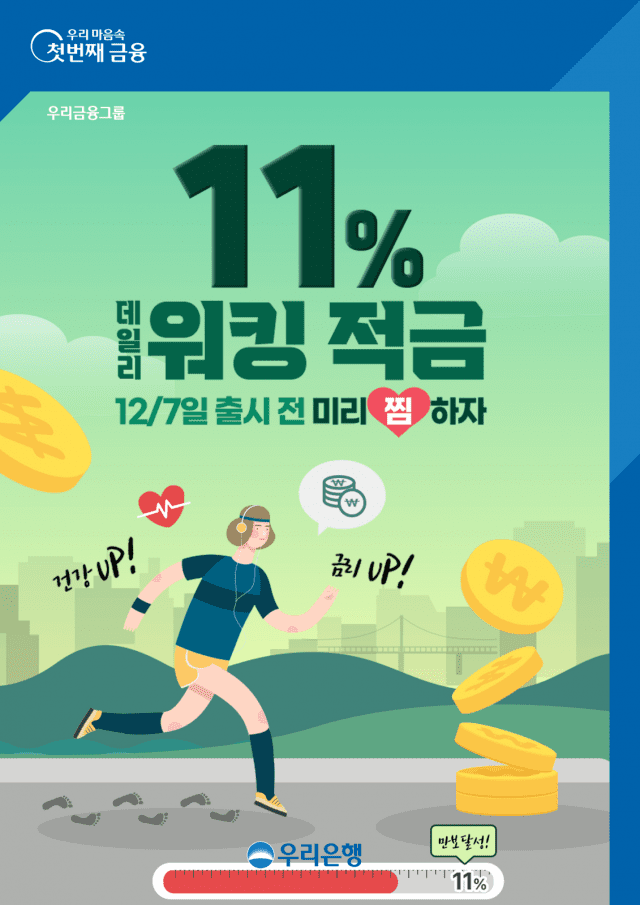 우리 마음속
첫번째 금융
우리금융그룹
11%
데일리 워킹 적금
12/7일 출시 전 미리 찜 하자
건강 UP!
금리 UP!
만보달성!
우리은행
11%